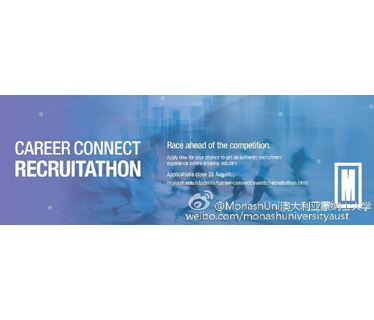 CAREER CONNECT
RECRUITATHON
Race ahead of the competition.
Apply now for your chance to get an authentic recruitment
experience before entering industry.
Applications close 26 August.
monash.edu/students/career-connect/events/recruitathon.html
M
@MonashUni澳大利亚蒙纳士大学
weibo.com/monashuniversityaust